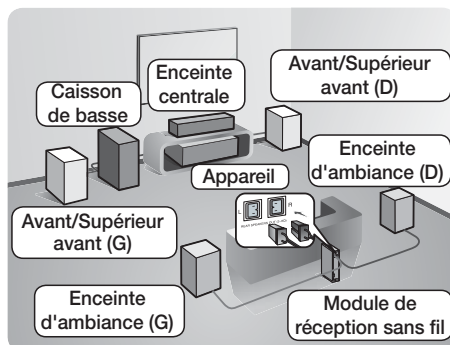 Enceinte
centrale
Avant/Supérieur
avant (D)
Caisson
de basse
Appareil
Enceinte
d'ambiance (D)
L
R
Avant/Supérieur
avant (G)
Enceinte
d'ambiance (G)
Module de
réception sans fil